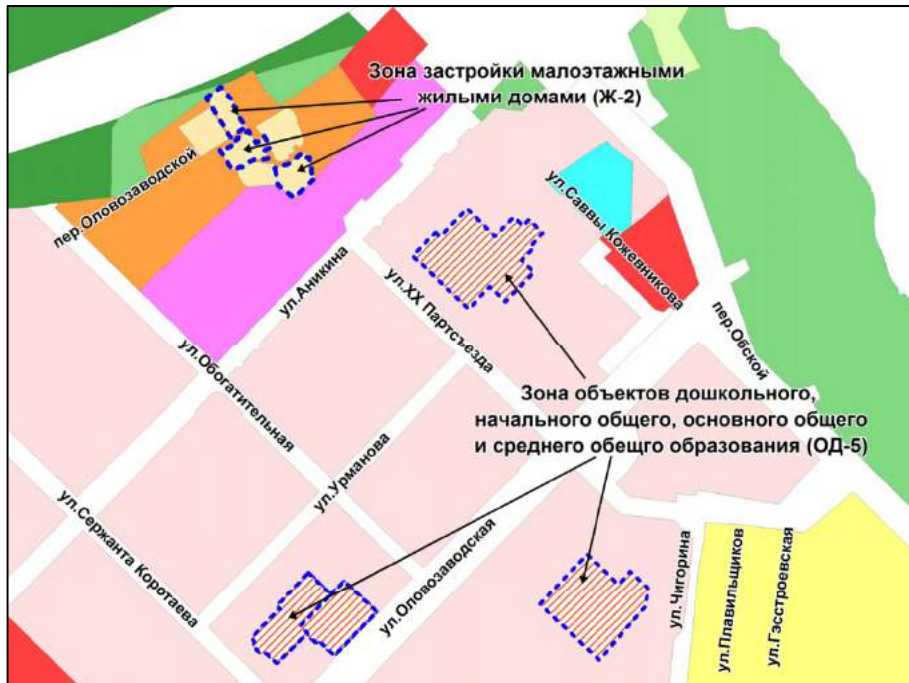 Зона застройки малоэтажными
жилыми домами (Ж-2)
пер.Оловозаводской
ул.Саввы Кожевникова
ул.Аникина
ул.ХХ Партсъезда
пер.Обской
ул.Обогатительная
Зона объектов дошкольного,
начального общего, основного общего
и среднего обещго образования (ОД-5)
ул.Урманова
ул.Сержанта Коротаева
ул.Оловозаводская
ул.Чигорина
ул.Плавильщиков
ул.Гэсстроевская